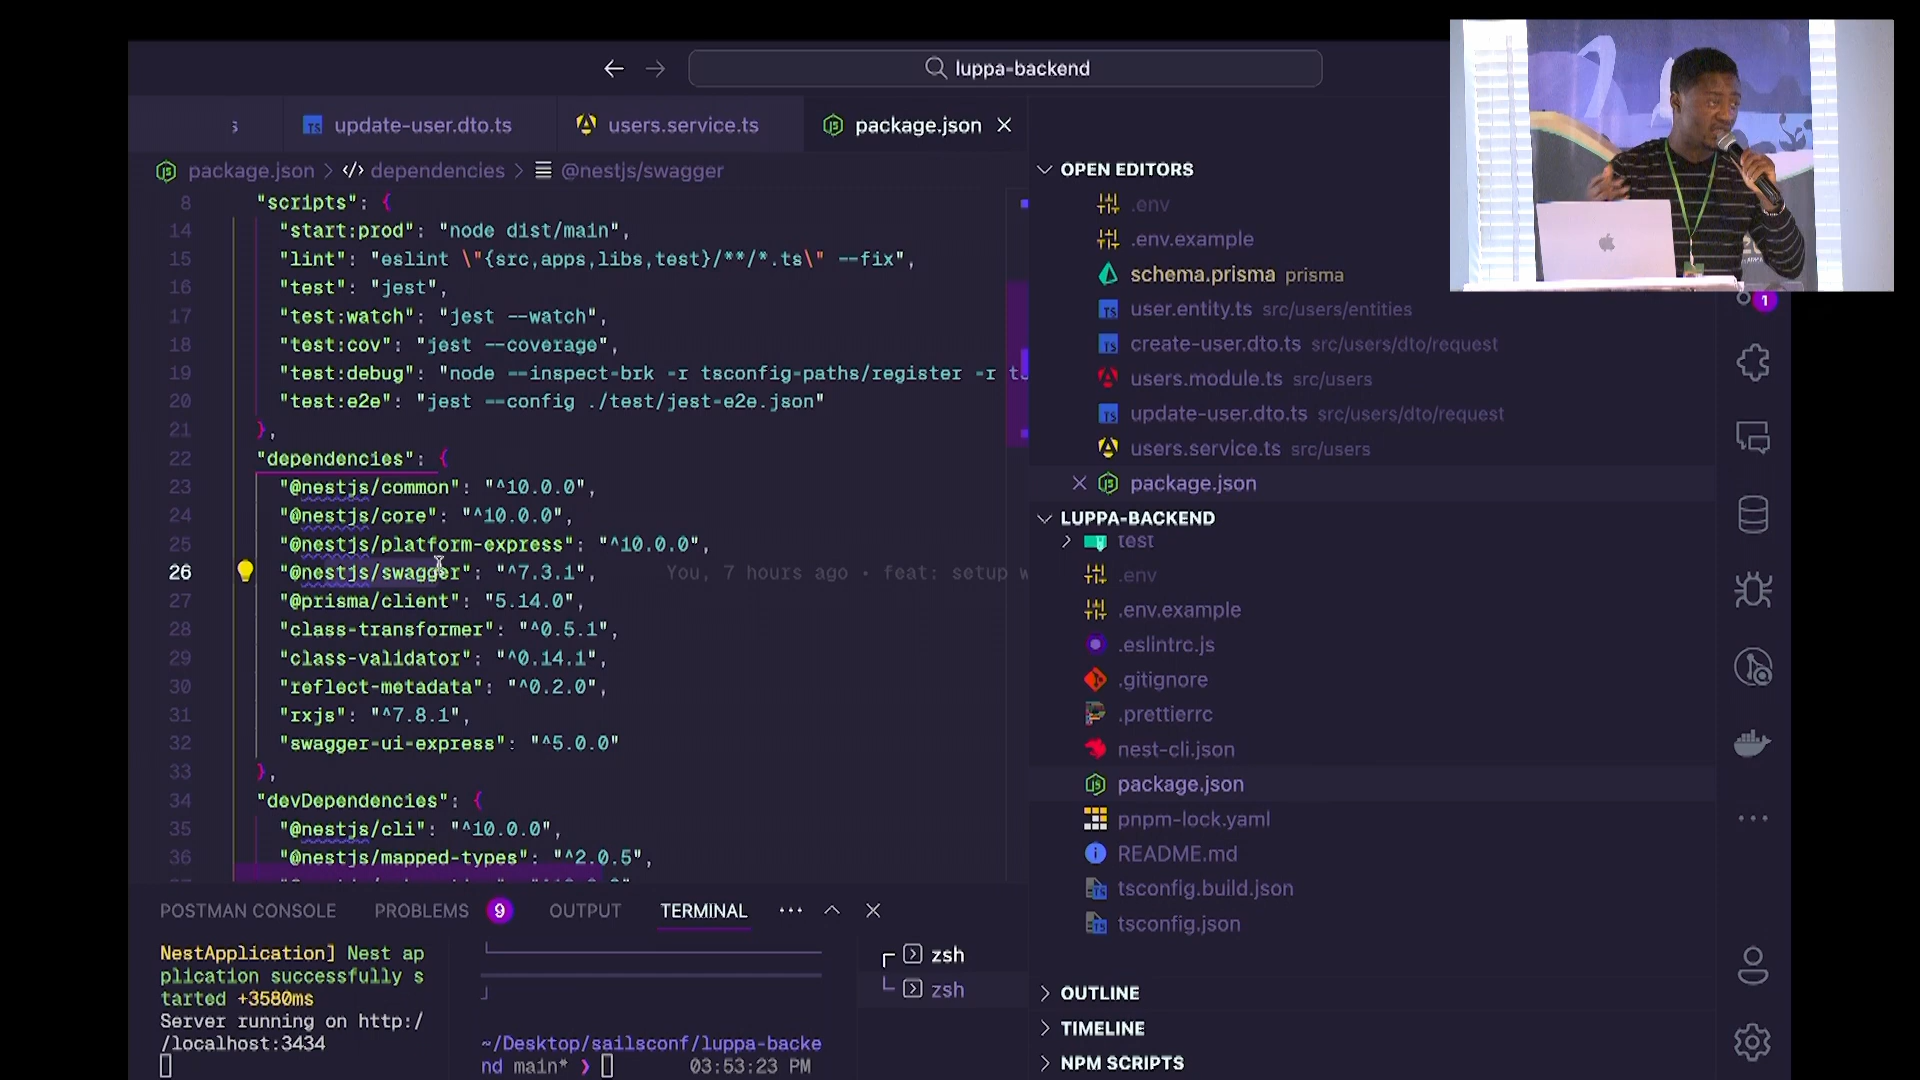 luppa-backend
s
update-user.dto.ts
users.service.ts
package.json
package.json > dependencies > @nestjs/swagger
8 "scripts": {
14 "start:prod": "node dist/main",
15 "lint": "eslint \"{src,apps,libs,test}/**/*.ts\" --fix",
16 "test": "jest",
17 "test:watch": "jest --watch",
18 "test:cov": "jest --coverage",
19 "test:debug": "node --inspect-brk -r tsconfig-paths/register -r
20 "test:e2e": "jest --config ./test/jest-e2e.json"
21 },
22 "dependencies": {
23 "@nestjs/common": "^10.0.0",
24 "@nestjs/core": "^10.0.0",
25 "@nestjs/platform-express": "^10.0.0",
26 "@nestjs/swagger": "^7.3.1", You, 7 hours ago • feat: setup
27 "@prisma/client": "5.14.0",
28 "class-transformer": "^0.5.1",
29 "class-validator": "^0.14.1",
30 "reflect-metadata": "^0.2.0",
31 "rxjs": "^7.8.1",
32 "swagger-ui-express": "^5.0.0"
33 },
34 "devDependencies": {
35 "@nestjs/cli": "^10.0.0",
36 "@nestjs/mapped-types": "^2.0.5",
POSTMAN CONSOLE
PROBLEMS 9
OUTPUT
TERMINAL
NestApplication] Nest ap
plication successfully s
tarted +3580ms
Server running on http:/
/localhost:3434
~/Desktop/sailsconf/luppa-backe
nd main* ❯ 03:53:23 PM
zsh
zsh
OPEN EDITORS
.env
.env.example
schema.prisma prisma
user.entity.ts src/users/entities
create-user.dto.ts src/users/dto/request
users.module.ts src/users
update-user.dto.ts src/users/dto/request
users.service.ts src/users
package.json
LUPPA-BACKEND
test
.env
.env.example
.eslintrc.js
.gitignore
.prettierrc
nest-cli.json
package.json
pnpm-lock.yaml
README.md
tsconfig.build.json
tsconfig.json
OUTLINE
TIMELINE
NPM SCRIPTS
1